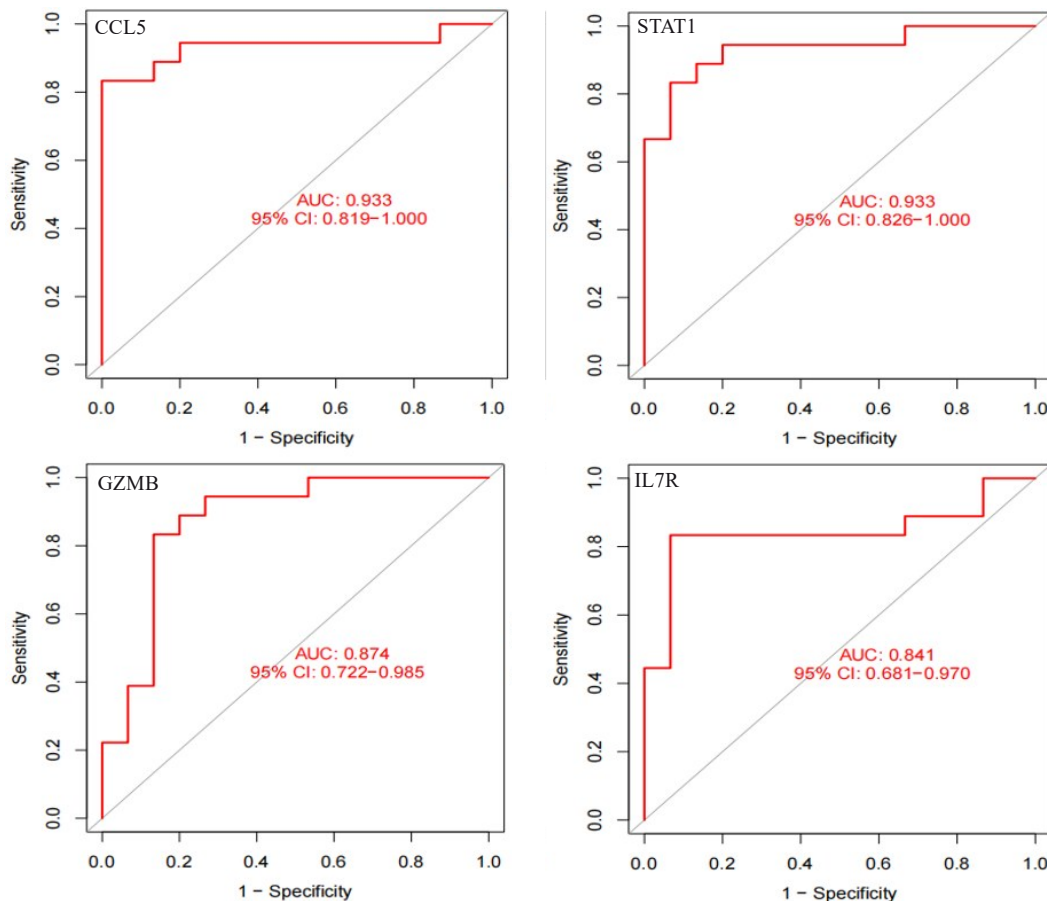 CCL5
1.0
0.8
0.6
0.4
0.2
0.0
Sensitivity
AUC: 0.933
95% CI: 0.819−1.000
0.0 0.2 0.4 0.6 0.8 1.0
1 − Specificity
STAT1
1.0
0.8
0.6
0.4
0.2
0.0
Sensitivity
AUC: 0.933
95% CI: 0.826−1.000
0.0 0.2 0.4 0.6 0.8 1.0
1 − Specificity
GZMB
1.0
0.8
0.6
0.4
0.2
0.0
Sensitivity
AUC: 0.874
95% CI: 0.722−0.985
0.0 0.2 0.4 0.6 0.8 1.0
1 − Specificity
IL7R
1.0
0.8
0.6
0.4
0.2
0.0
Sensitivity
AUC: 0.841
95% CI: 0.681−0.970
0.0 0.2 0.4 0.6 0.8 1.0
1 − Specificity